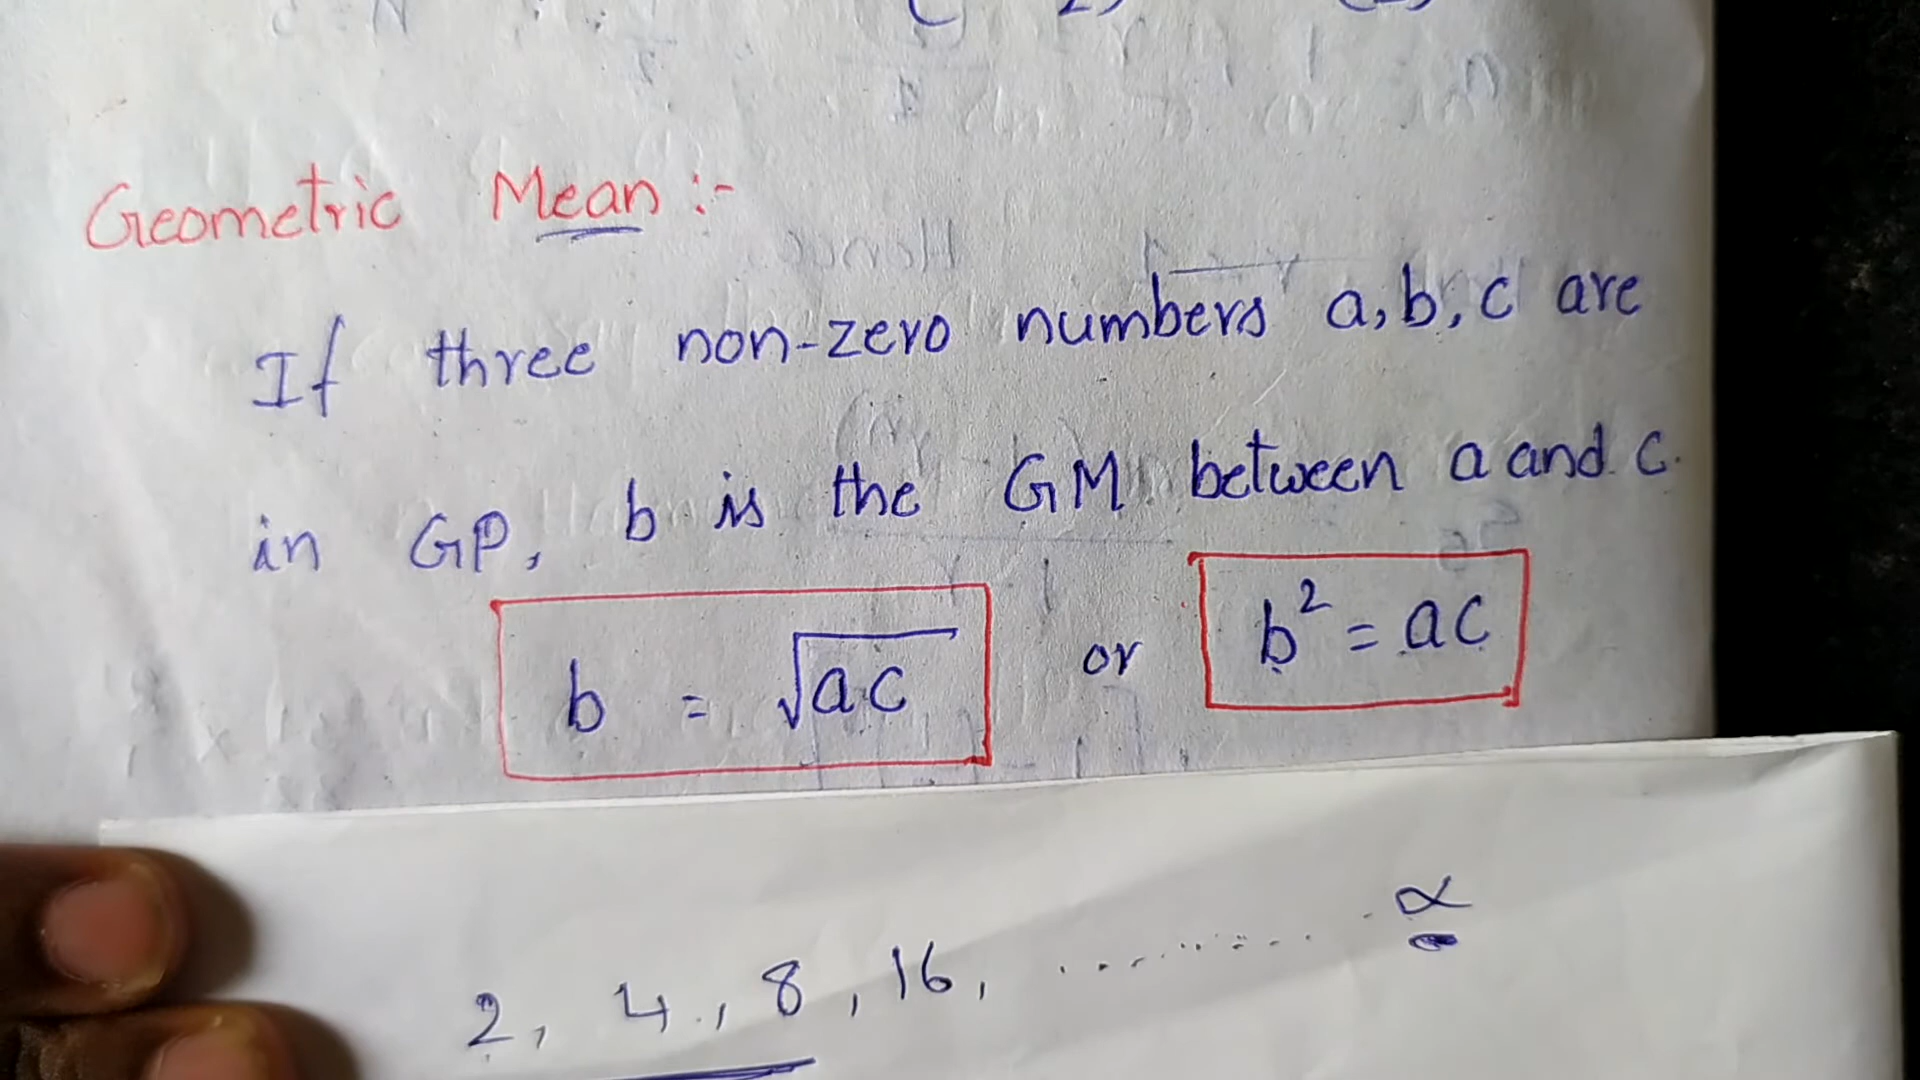 Geometric Mean :-
If three non-zero numbers a, b, c are
in GP, b is the GM between a and c.
b = √ac or b² = ac
2, 4, 8, 16, ......... ∝